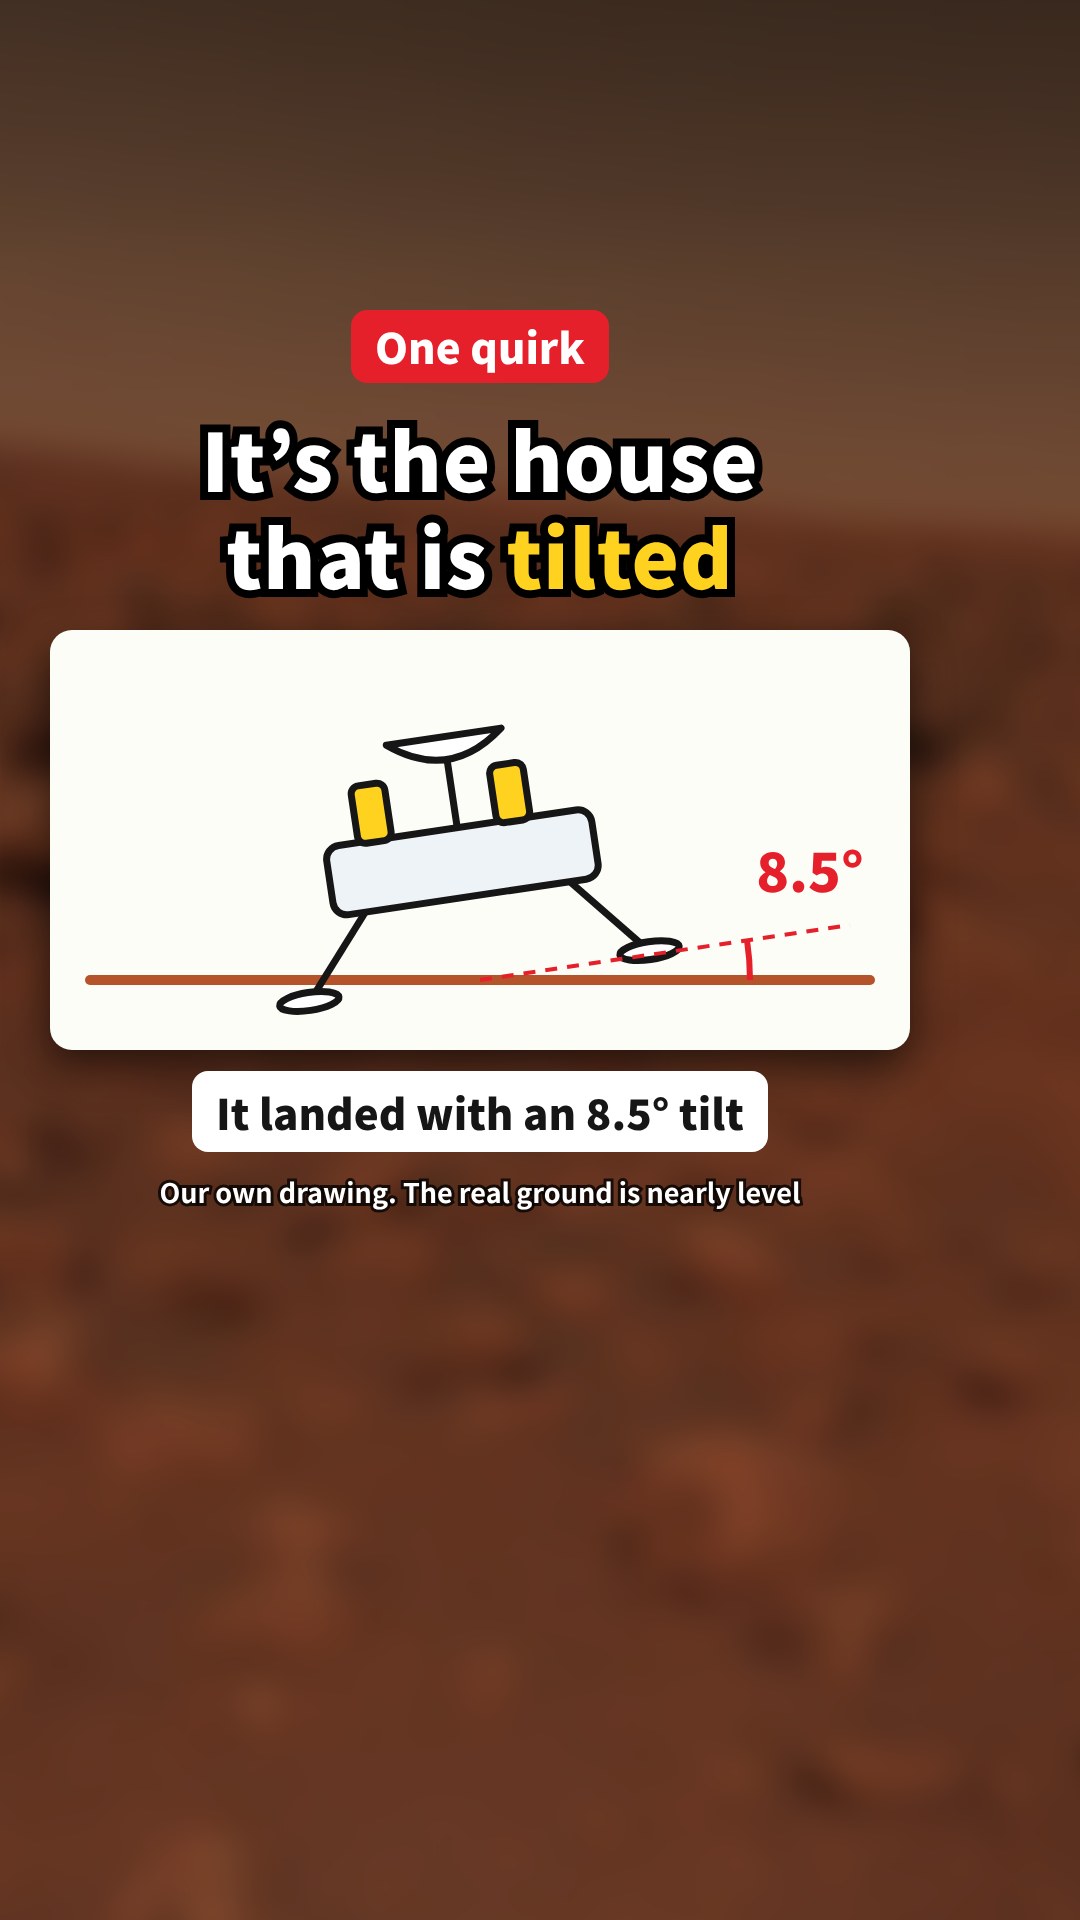 One quirk
It’s the house
that is tilted
8.5°
It landed with an 8.5° tilt
Our own drawing. The real ground is nearly level